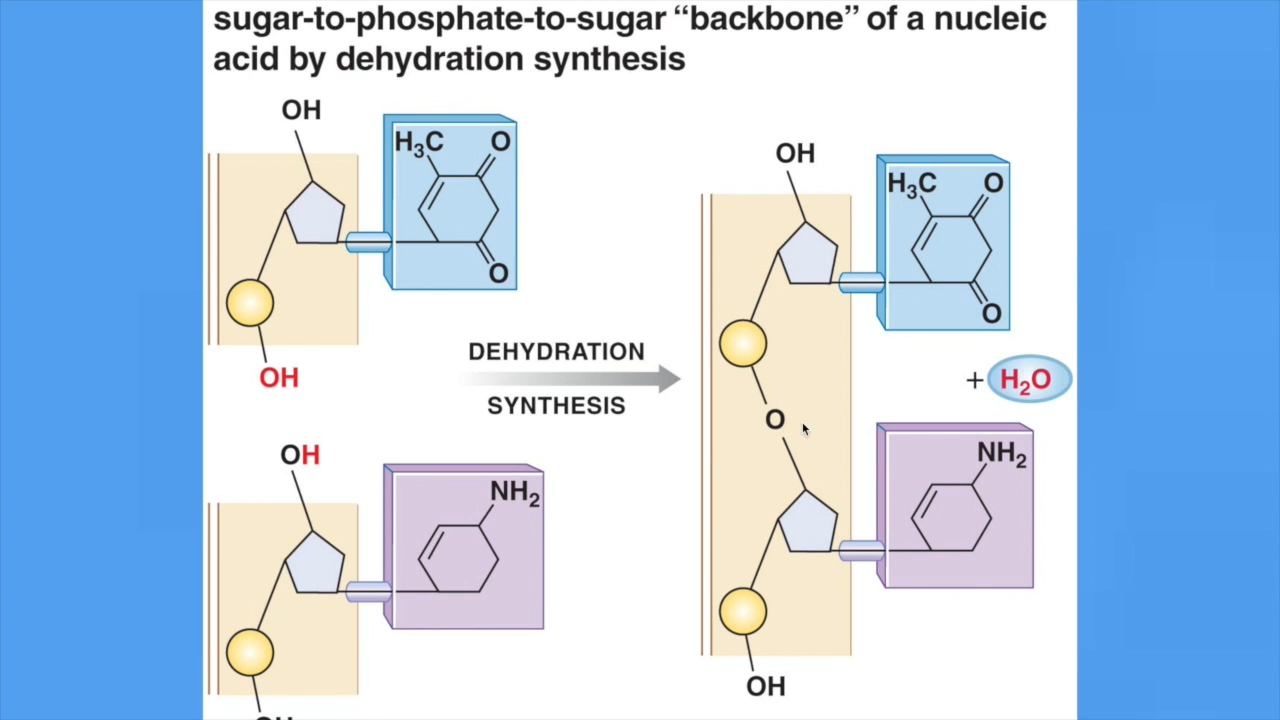 sugar-to-phosphate-to-sugar “backbone” of a nucleic
acid by dehydration synthesis
OH
H₃C
O
O
OH
DEHYDRATION
SYNTHESIS
OH
NH₂
OH
OH
H₃C
O
O
+ H₂O
O
NH₂
OH